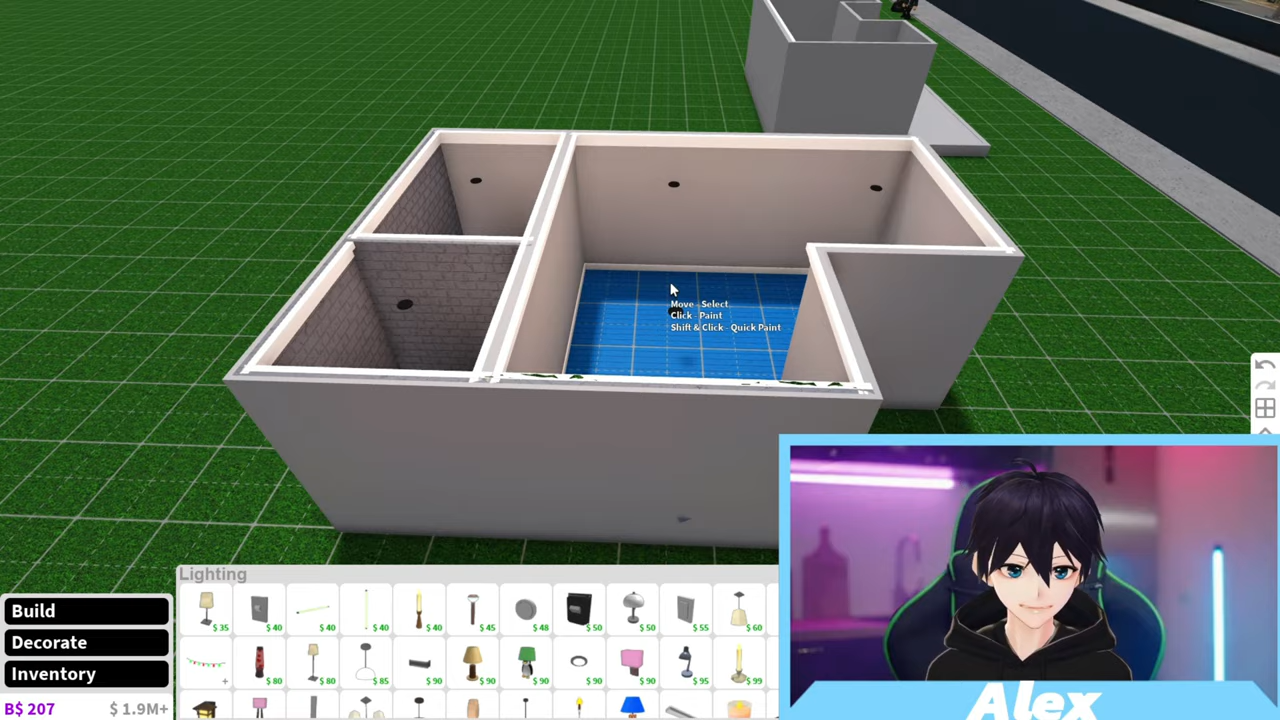 Move - Select
Click - Paint
Shift & Click - Quick Paint
Lighting
$ 35
$ 40
$ 40
$ 40
$ 40
$ 45
$ 48
$ 50
$ 50
$ 55
$ 60
+
$ 80
$ 80
$ 85
$ 90
$ 90
$ 90
$ 90
$ 90
$ 95
$ 99
Build
Decorate
Inventory
B$ 207
$ 1.9M+
Alex